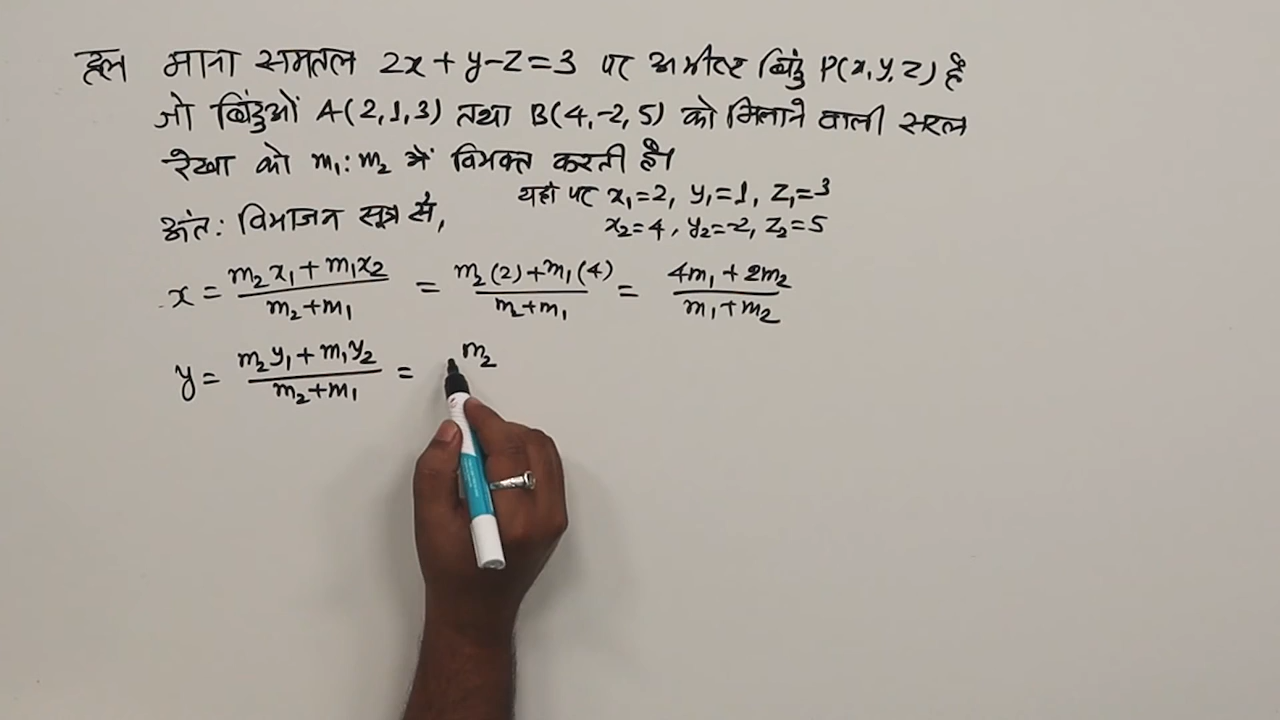 हल माना समतल 2x + y - z = 3 पर अभीष्ट बिंदु P(x, y, z) है
जो बिंदुओं A(2,1,3) तथा B(4,-2,5) को मिलाने वाली सरल
रेखा को m₁:m₂ में विभक्त करती है।
यहाँ पर x₁=2, y₁=1, z₁=3
x₂=4, y₂=-2, z₂=5
अंत: विभाजन सूत्र से,
x = (m₂x₁ + m₁x₂)/(m₂+m₁) = (m₂(2)+m₁(4))/(m₂+m₁) = (4m₁ + 2m₂)/(m₁+m₂)
y = (m₂y₁ + m₁y₂)/(m₂+m₁) = m₂